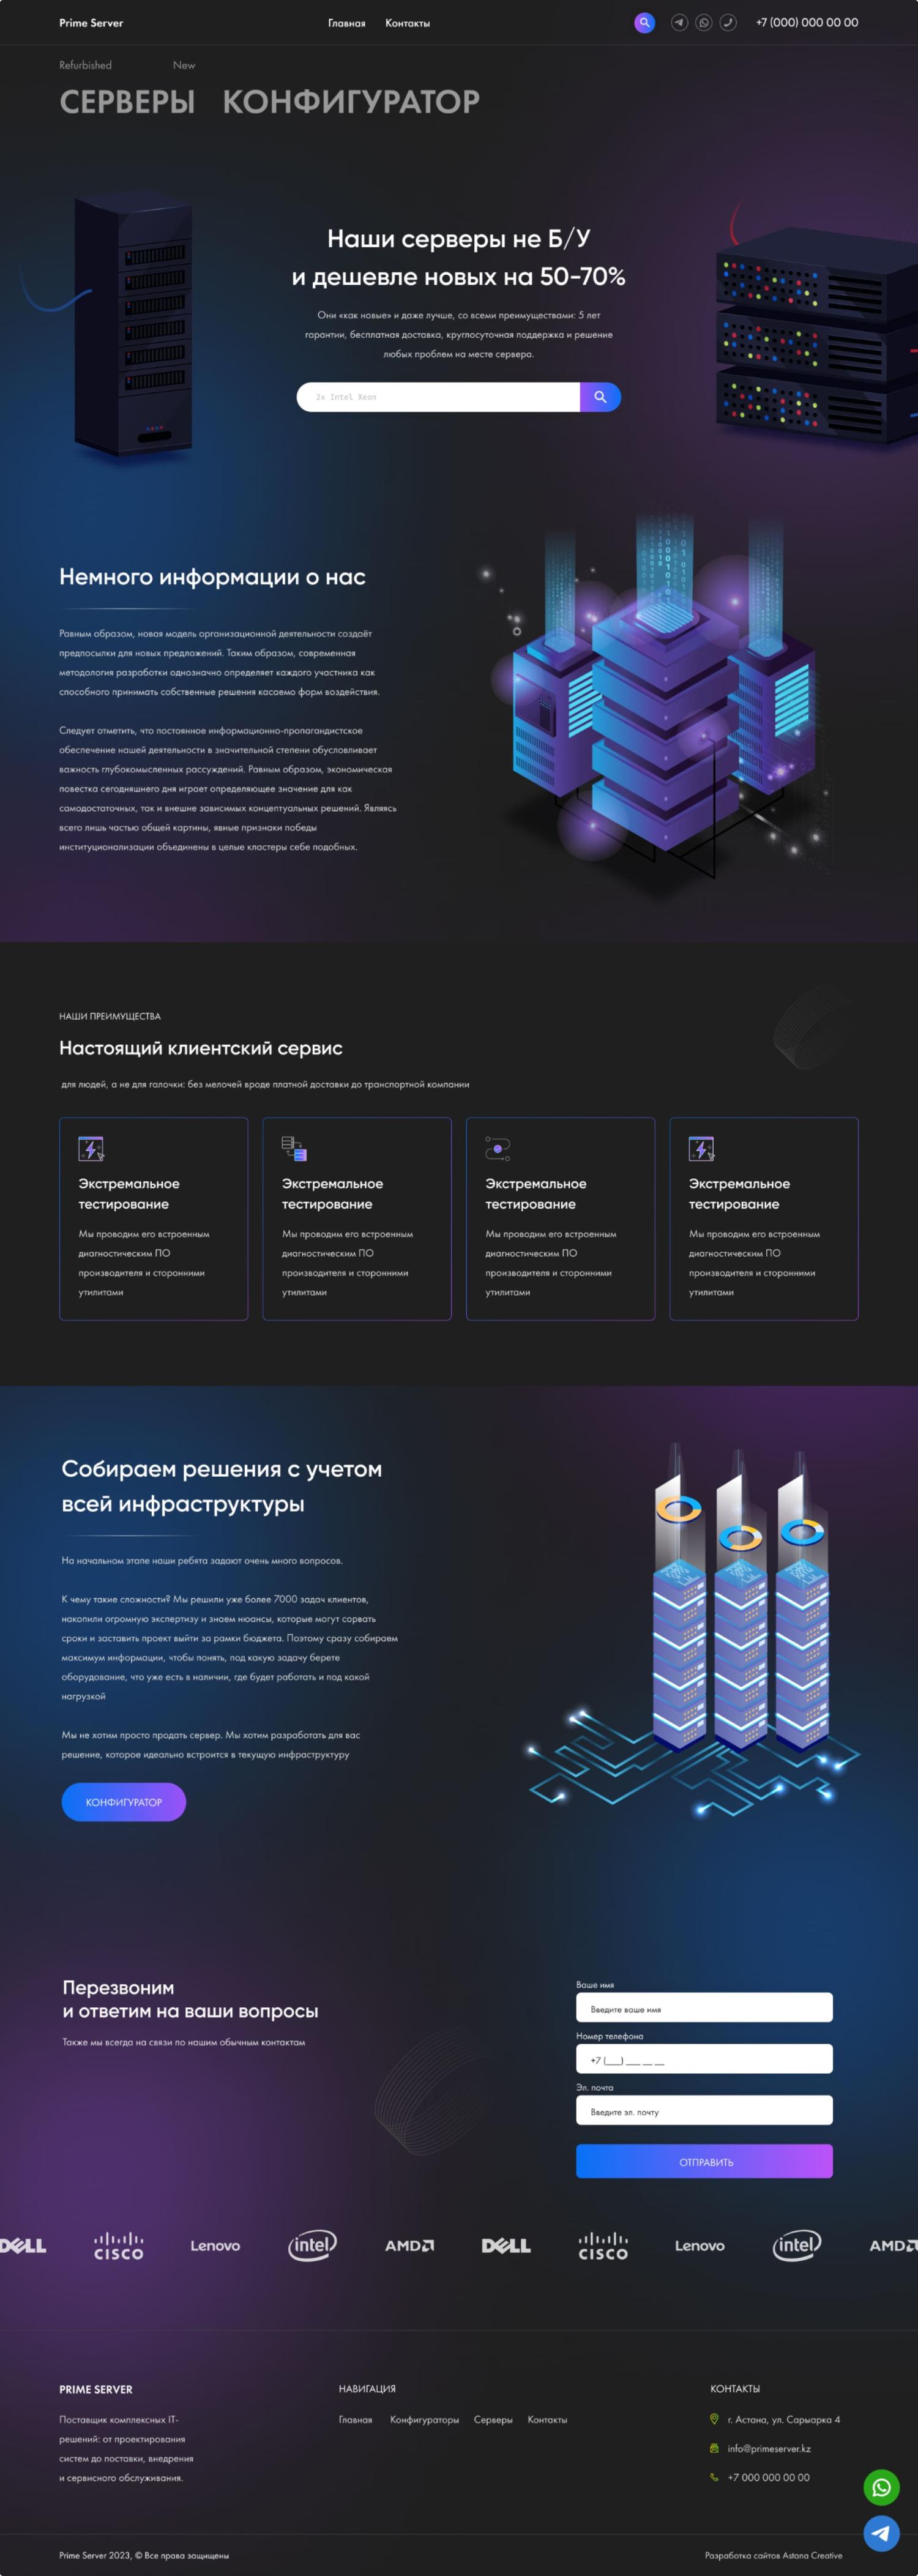 Prime Server
Главная Контакты
+7 (000) 000 00 00
Refurbished New
СЕРВЕРЫ КОНФИГУРАТОР
Наши серверы не Б/У
и дешевле новых на 50-70%
Они «как новые» и даже лучше, со всеми преимуществами: 5 лет
гарантии, бесплатная доставка, круглосуточная поддержка и решение
любых проблем на месте сервера.
2x Intel Xeon
Немного информации о нас
Равным образом, новая модель организационной деятельности создаёт
предпосылки для новых предложений. Таким образом, современная
методология разработки однозначно определяет каждого участника как
способного принимать собственные решения касаемо форм воздействия.
Следует отметить, что постоянное информационно-пропагандистское
обеспечение нашей деятельности в значительной степени обусловливает
важность глубокомысленных рассуждений. Равным образом, экономическая
повестка сегодняшнего дня играет определяющее значение для как
самодостаточных, так и внешне зависимых концептуальных решений. Являясь
всего лишь частью общей картины, явные признаки победы
институционализации объединены в целые кластеры себе подобных.
НАШИ ПРЕИМУЩЕСТВА
Настоящий клиентский сервис
для людей, а не для галочки: без мелочей вроде платной доставки до транспортной компании
Экстремальное
тестирование
Мы проводим его встроенным
диагностическим ПО
производителя и сторонними
утилитами
Экстремальное
тестирование
Мы проводим его встроенным
диагностическим ПО
производителя и сторонними
утилитами
Экстремальное
тестирование
Мы проводим его встроенным
диагностическим ПО
производителя и сторонними
утилитами
Экстремальное
тестирование
Мы проводим его встроенным
диагностическим ПО
производителя и сторонними
утилитами
Собираем решения с учетом
всей инфраструктуры
На начальном этапе наши ребята задают очень много вопросов.
К чему такие сложности? Мы решили уже более 7000 задач клиентов,
накопили огромную экспертизу и знаем нюансы, которые могут сорвать
сроки и заставить проект выйти за рамки бюджета. Поэтому сразу собираем
максимум информации, чтобы понять, под какую задачу берете
оборудование, что уже есть в наличии, где будет работать и под какой
нагрузкой
Мы не хотим просто продать сервер. Мы хотим разработать для вас
решение, которое идеально встроится в текущую инфраструктуру
КОНФИГУРАТОР
Перезвоним
и ответим на ваши вопросы
Также мы всегда на связи по нашим обычным контактам
Ваше имя
Введите ваше имя
Номер телефона
+7 (___) ___ __ __
Эл. почта
Введите эл. почту
ОТПРАВИТЬ
DELL CISCO Lenovo intel AMD DELL CISCO Lenovo intel AMD
PRIME SERVER
Поставщик комплексных IT-
решений: от проектирования
систем до поставки, внедрения
и сервисного обслуживания.
НАВИГАЦИЯ
Главная Конфигураторы Серверы Контакты
КОНТАКТЫ
г. Астана, ул. Сарыарка 4
info@primeserver.kz
+7 000 000 00 00
Prime Server 2023, © Все права защищены
Разработка сайтов Astana Creative